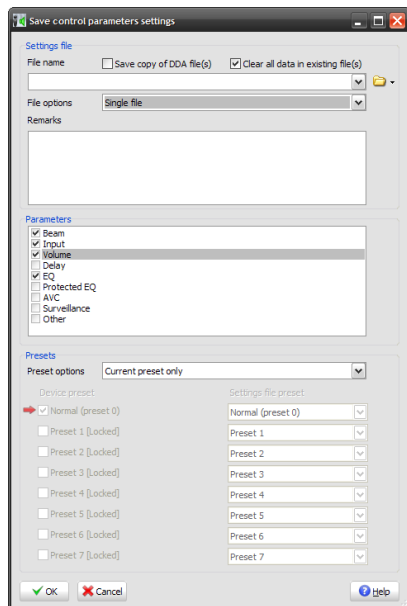 Save control parameters settings
Settings file
File name Save copy of DDA file(s) Clear all data in existing file(s)
File options Single file
Remarks
Parameters
Beam
Input
Volume
Delay
EQ
Protected EQ
AVC
Surveillance
Other
Presets
Preset options Current preset only
Device preset Settings file preset
Normal (preset 0) Normal (preset 0)
Preset 1 [Locked] Preset 1
Preset 2 [Locked] Preset 2
Preset 3 [Locked] Preset 3
Preset 4 [Locked] Preset 4
Preset 5 [Locked] Preset 5
Preset 6 [Locked] Preset 6
Preset 7 [Locked] Preset 7
OK Cancel Help